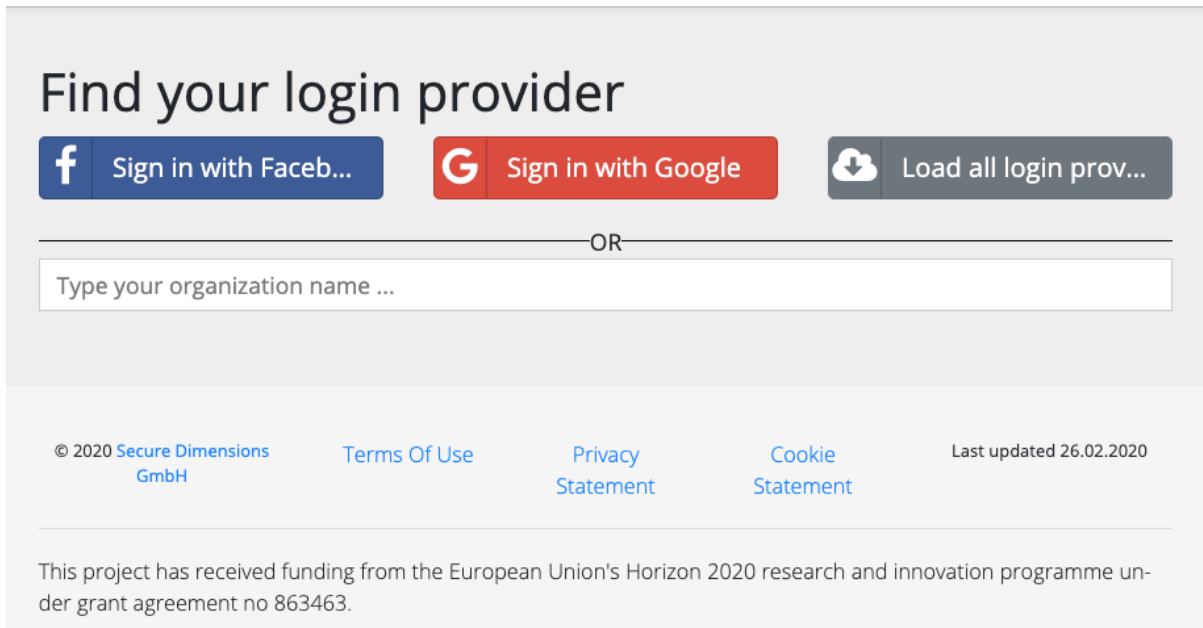 Find your login provider
Sign in with Faceb...
Sign in with Google
Load all login prov...
OR
Type your organization name ...
© 2020 Secure Dimensions
GmbH
Terms Of Use
Privacy
Statement
Cookie
Statement
Last updated 26.02.2020
This project has received funding from the European Union's Horizon 2020 research and innovation programme un-
der grant agreement no 863463.